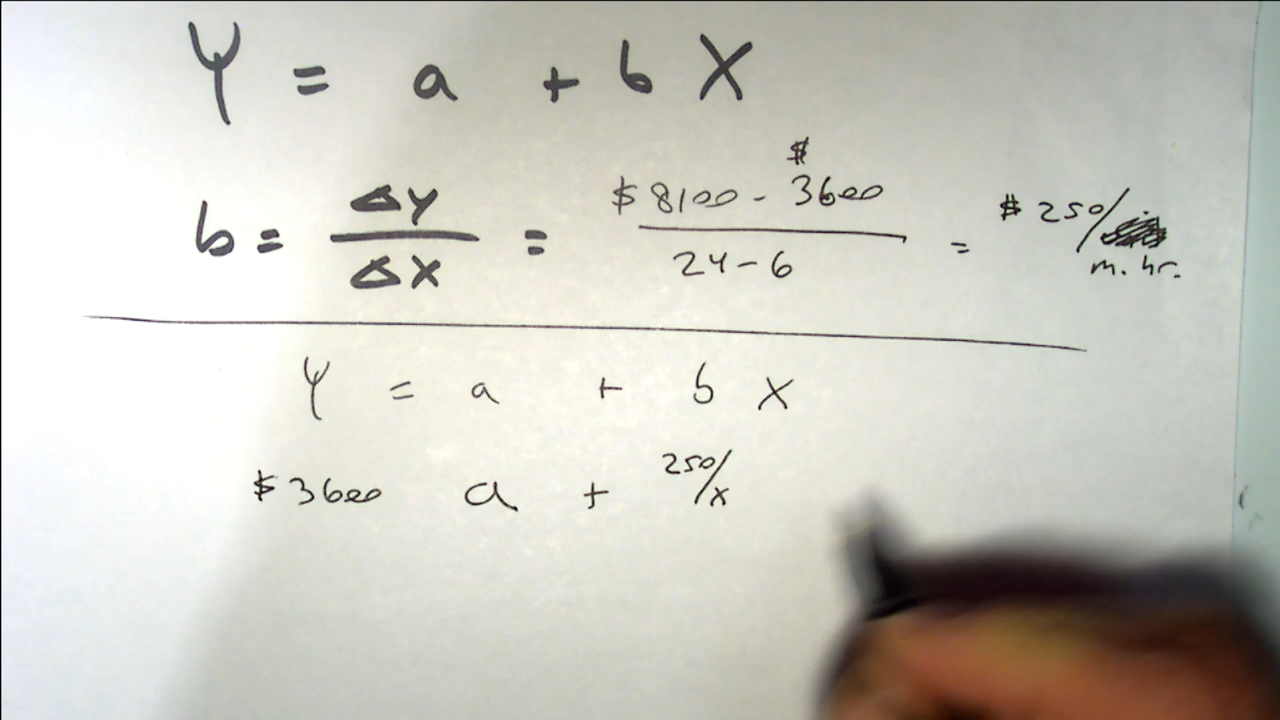 Y = a + b X
b = ΔY / ΔX = $8100 - $3600 / 24 - 6 = $250/m. hr.
Y = a + b X
$3600 a + 250/x